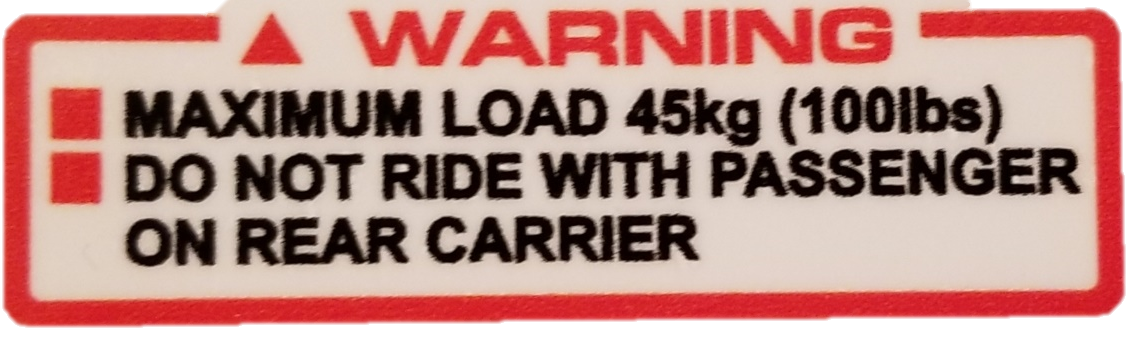 WARNING
MAXIMUM LOAD 45kg (100lbs)
DO NOT RIDE WITH PASSENGER
ON REAR CARRIER